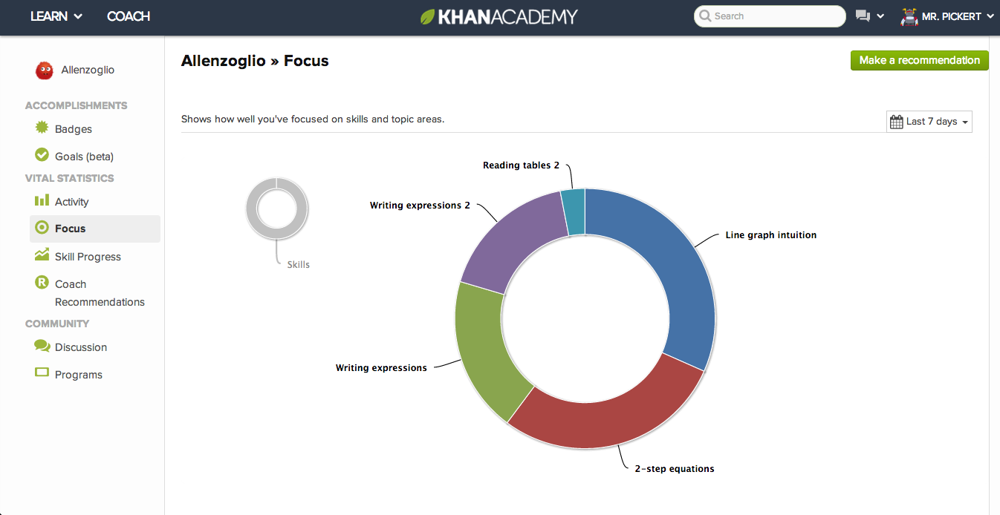 LEARN COACH KHANACADEMY Search MR. PICKERT
Allenzoglio
ACCOMPLISHMENTS
Badges
Goals (beta)
VITAL STATISTICS
Activity
Focus
Skill Progress
R Coach
Recommendations
COMMUNITY
Discussion
Programs
Allenzoglio » Focus
Make a recommendation
Shows how well you've focused on skills and topic areas.
Last 7 days
Skills
Reading tables 2
Writing expressions 2
Line graph intuition
Writing expressions
2-step equations